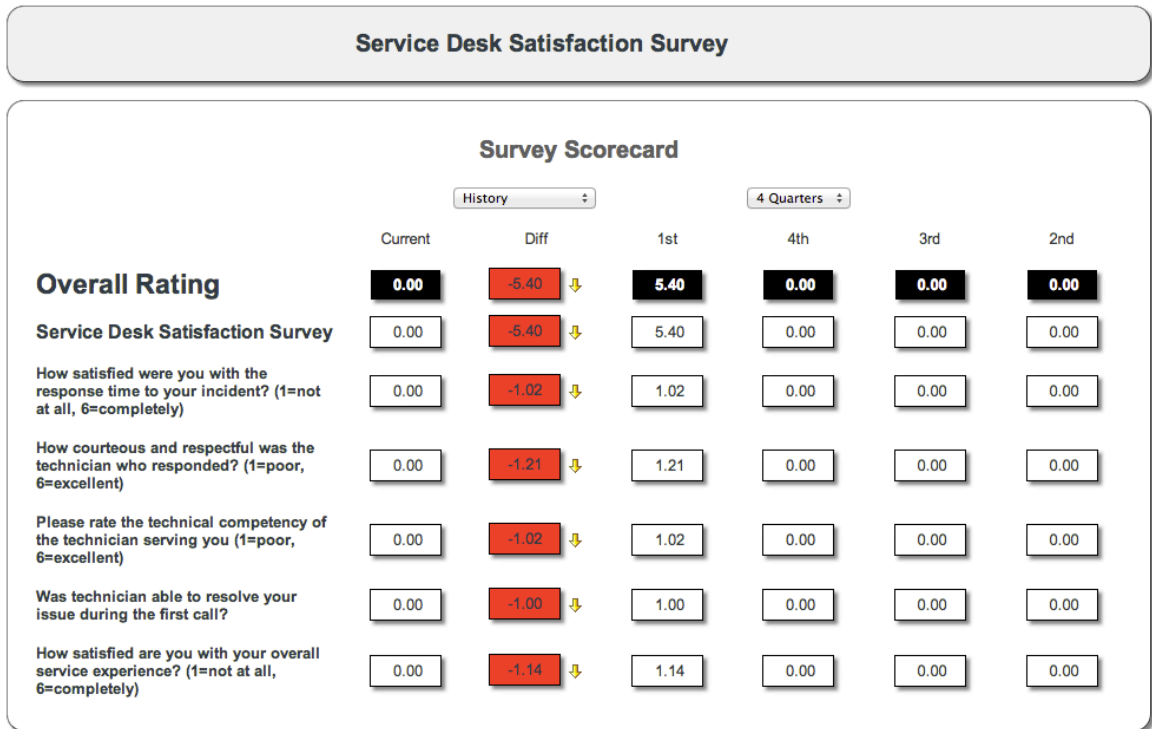 Service Desk Satisfaction Survey
Survey Scorecard
History 4 Quarters
Current Diff 1st 4th 3rd 2nd
Overall Rating 0.00 -5.40 5.40 0.00 0.00 0.00
Service Desk Satisfaction Survey 0.00 -5.40 5.40 0.00 0.00 0.00
How satisfied were you with the
response time to your incident? (1=not
at all, 6=completely)
0.00 -1.02 1.02 0.00 0.00 0.00
How courteous and respectful was the
technician who responded? (1=poor,
6=excellent)
0.00 -1.21 1.21 0.00 0.00 0.00
Please rate the technical competency of
the technician serving you (1=poor,
6=excellent)
0.00 -1.02 1.02 0.00 0.00 0.00
Was technician able to resolve your
issue during the first call?
0.00 -1.00 1.00 0.00 0.00 0.00
How satisfied are you with your overall
service experience? (1=not at all,
6=completely)
0.00 -1.14 1.14 0.00 0.00 0.00